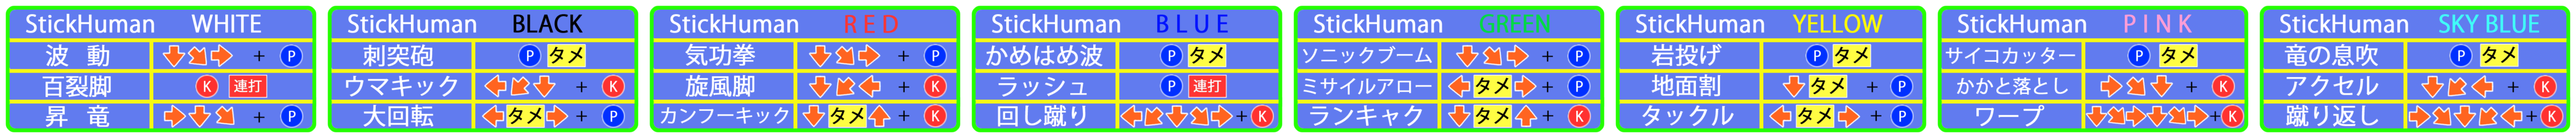 StickHuman WHITE
波 動 + P
百裂脚 K 連打
昇 竜 + P
StickHuman BLACK
刺突砲 P タメ
ウマキック + K
大回転 タメ + P
StickHuman RED
気功拳 + P
旋風脚 + K
カンフーキック タメ + K
StickHuman BLUE
かめはめ波 P タメ
ラッシュ P 連打
回し蹴り + K
StickHuman GREEN
ソニックブーム + P
ミサイルアロー タメ + P
ランキャク タメ + K
StickHuman YELLOW
岩投げ P タメ
地面割 タメ + P
タックル タメ + P
StickHuman PINK
サイコカッター P タメ
かかと落とし + K
ワープ + K
StickHuman SKY BLUE
竜の息吹 P タメ
アクセル + K
蹴り返し + K